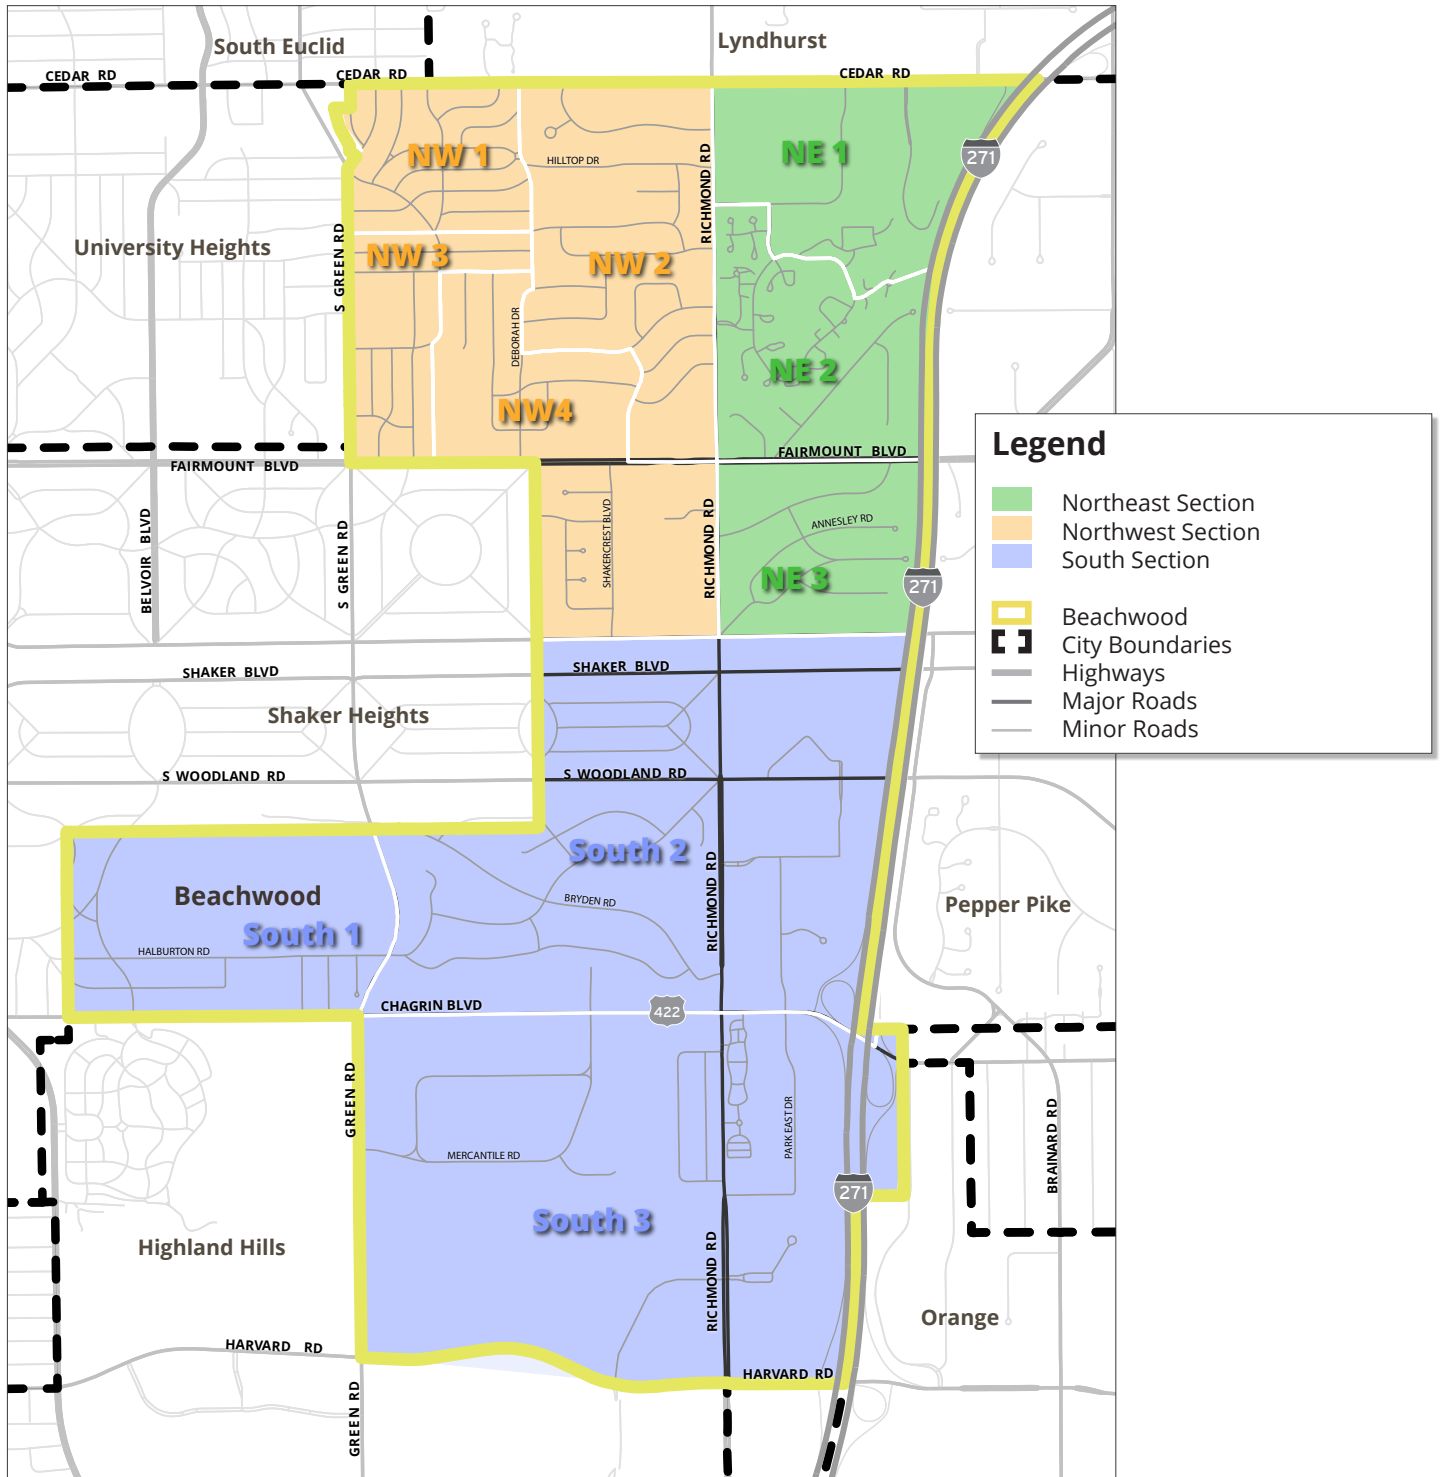 South Euclid
Lyndhurst
CEDAR RD
CEDAR RD
CEDAR RD
NW 1
HILLTOP DR
RICHMOND RD
NE 1
271
University Heights
S GREEN RD
NW 3
NW 2
DEBORAH DR
NE 2
NW4
FAIRMOUNT BLVD
FAIRMOUNT BLVD
Legend
Northeast Section
Northwest Section
South Section
Beachwood
City Boundaries
Highways
Major Roads
Minor Roads
BELVOIR BLVD
S GREEN RD
SHAKERCREST BLVD
RICHMOND RD
ANNESLEY RD
NE 3
271
SHAKER BLVD
SHAKER BLVD
Shaker Heights
S WOODLAND RD
S WOODLAND RD
South 2
Beachwood
BRYDEN RD
RICHMOND RD
Pepper Pike
South 1
HALBURTON RD
CHAGRIN BLVD
422
GREEN RD
MERCANTILE RD
PARK EAST DR
BRAINARD RD
271
South 3
Highland Hills
RICHMOND RD
Orange
HARVARD RD
HARVARD RD
GREEN RD